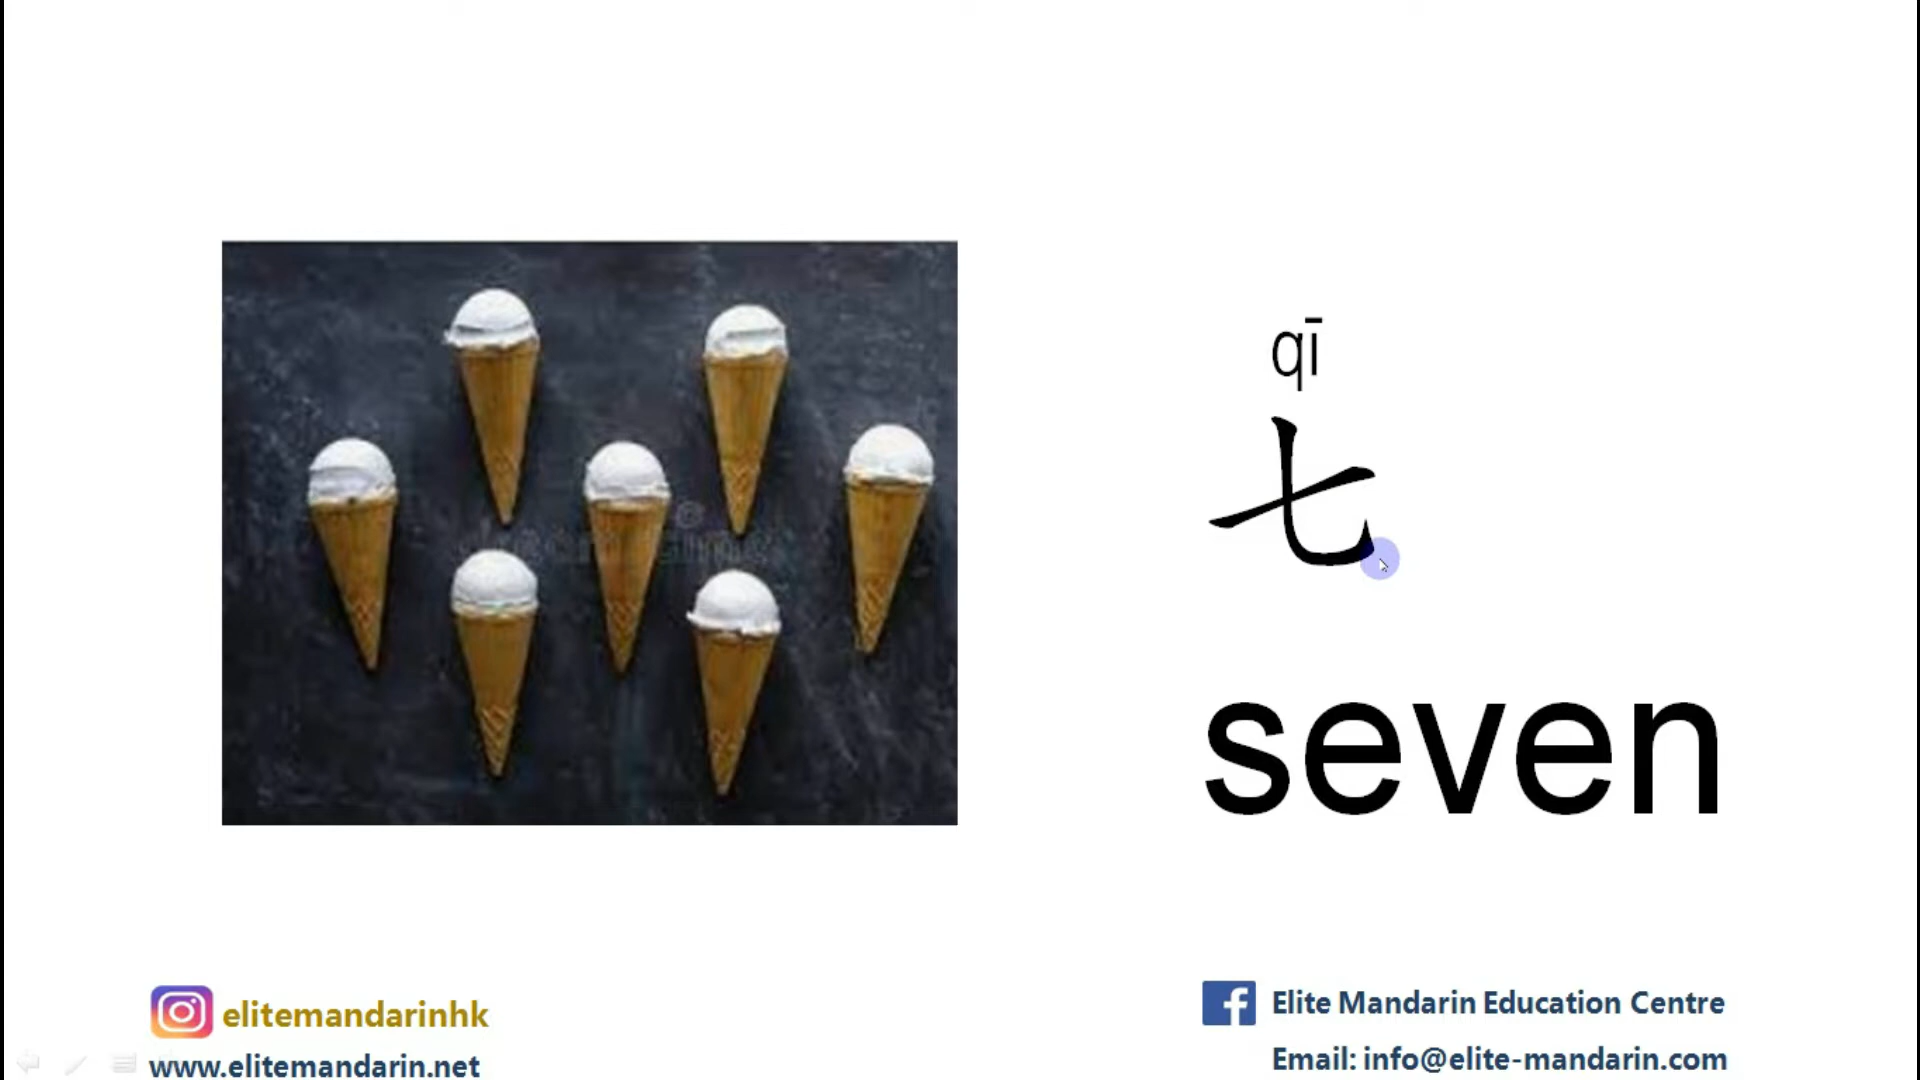 qī
七
seven
elitemandarinhk
www.elitemandarin.net
Elite Mandarin Education Centre
Email: info@elite-mandarin.com